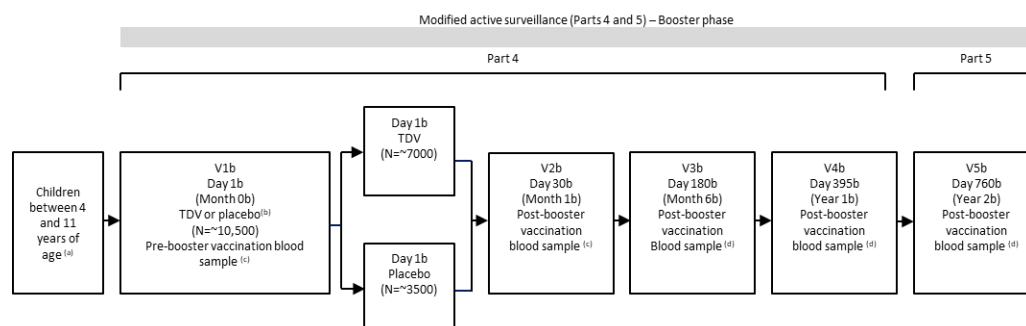 Modified active surveillance (Parts 4 and 5) – Booster phase
Part 4
Part 5
Children
between 4
and 11
years of
age (a)
V1b
Day 1b
(Month 0b)
TDV or placebo(b)
(N=~10,500)
Pre-booster vaccination blood
sample (c)
Day 1b
TDV
(N=~7000)
Day 1b
Placebo
(N=~3500)
V2b
Day 30b
(Month 1b)
Post-booster
vaccination
blood sample (c)
V3b
Day 180b
(Month 6b)
Post-booster
vaccination
Blood sample (d)
V4b
Day 395b
(Year 1b)
Post-booster
vaccination
blood sample (d)
V5b
Day 760b
(Year 2b)
Post-booster
vaccination
blood sample (d)